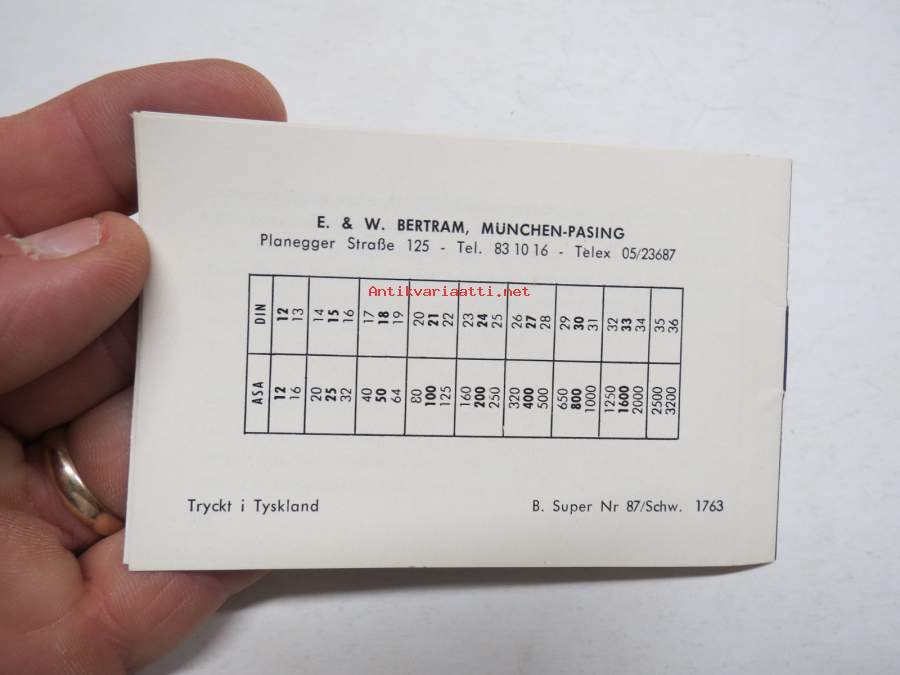 E. & W. BERTRAM, MÜNCHEN-PASING
Planegger Straße 125 - Tel. 83 10 16 - Telex 05/23687
Antikvariaatti.net
DIN 12 13 14 15 16 17 18 19 20 21 22 23 24 25 26 27 28 29 30 31 32 33 34 35 36
ASA 12 16 20 25 32 40 50 64 80 100 125 160 200 250 320 400 500 650 800 1000 1250 1600 2000 2500 3200
Tryckt i Tyskland
B. Super Nr 87/Schw. 1763